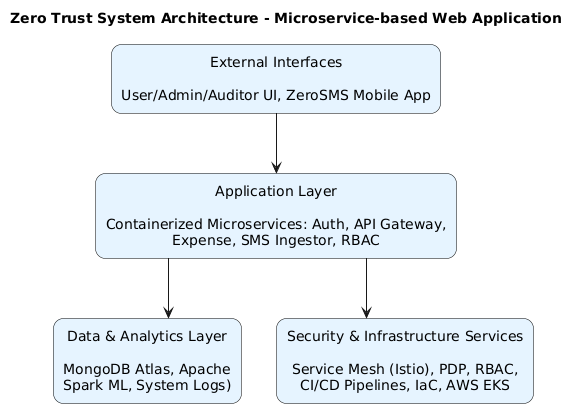 Zero Trust System Architecture - Microservice-based Web Application
External Interfaces
User/Admin/Auditor UI, ZeroSMS Mobile App
Application Layer
Containerized Microservices: Auth, API Gateway,
Expense, SMS Ingestor, RBAC
Data & Analytics Layer
MongoDB Atlas, Apache
Spark ML, System Logs)
Security & Infrastructure Services
Service Mesh (Istio), PDP, RBAC,
CI/CD Pipelines, IaC, AWS EKS